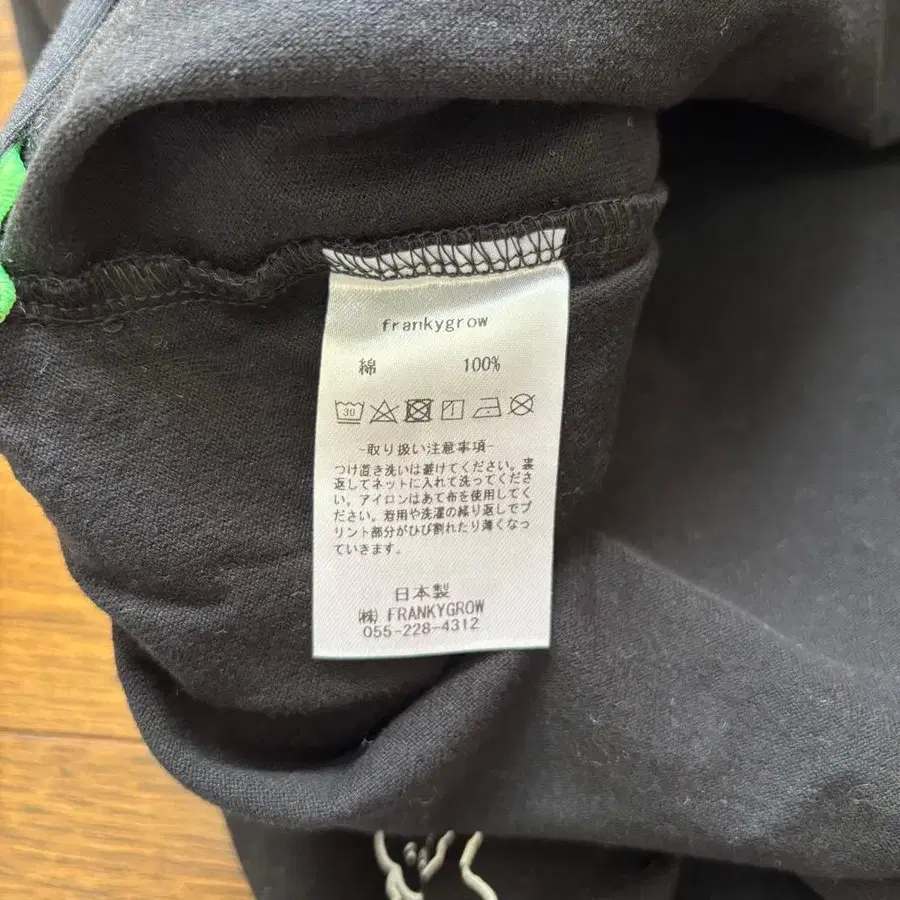 frankygrow
綿 100%
30
-取り扱い注意事項-
つけ置き洗いは避けてください。裏
返してネットに入れて洗ってくださ
い。アイロンはあて布を使用してく
ださい。着用や洗濯の繰り返しでプ
リント部分がひび割れたり薄くなっ
ていきます。
日本製
㈱ FRANKYGROW
055-228-4312